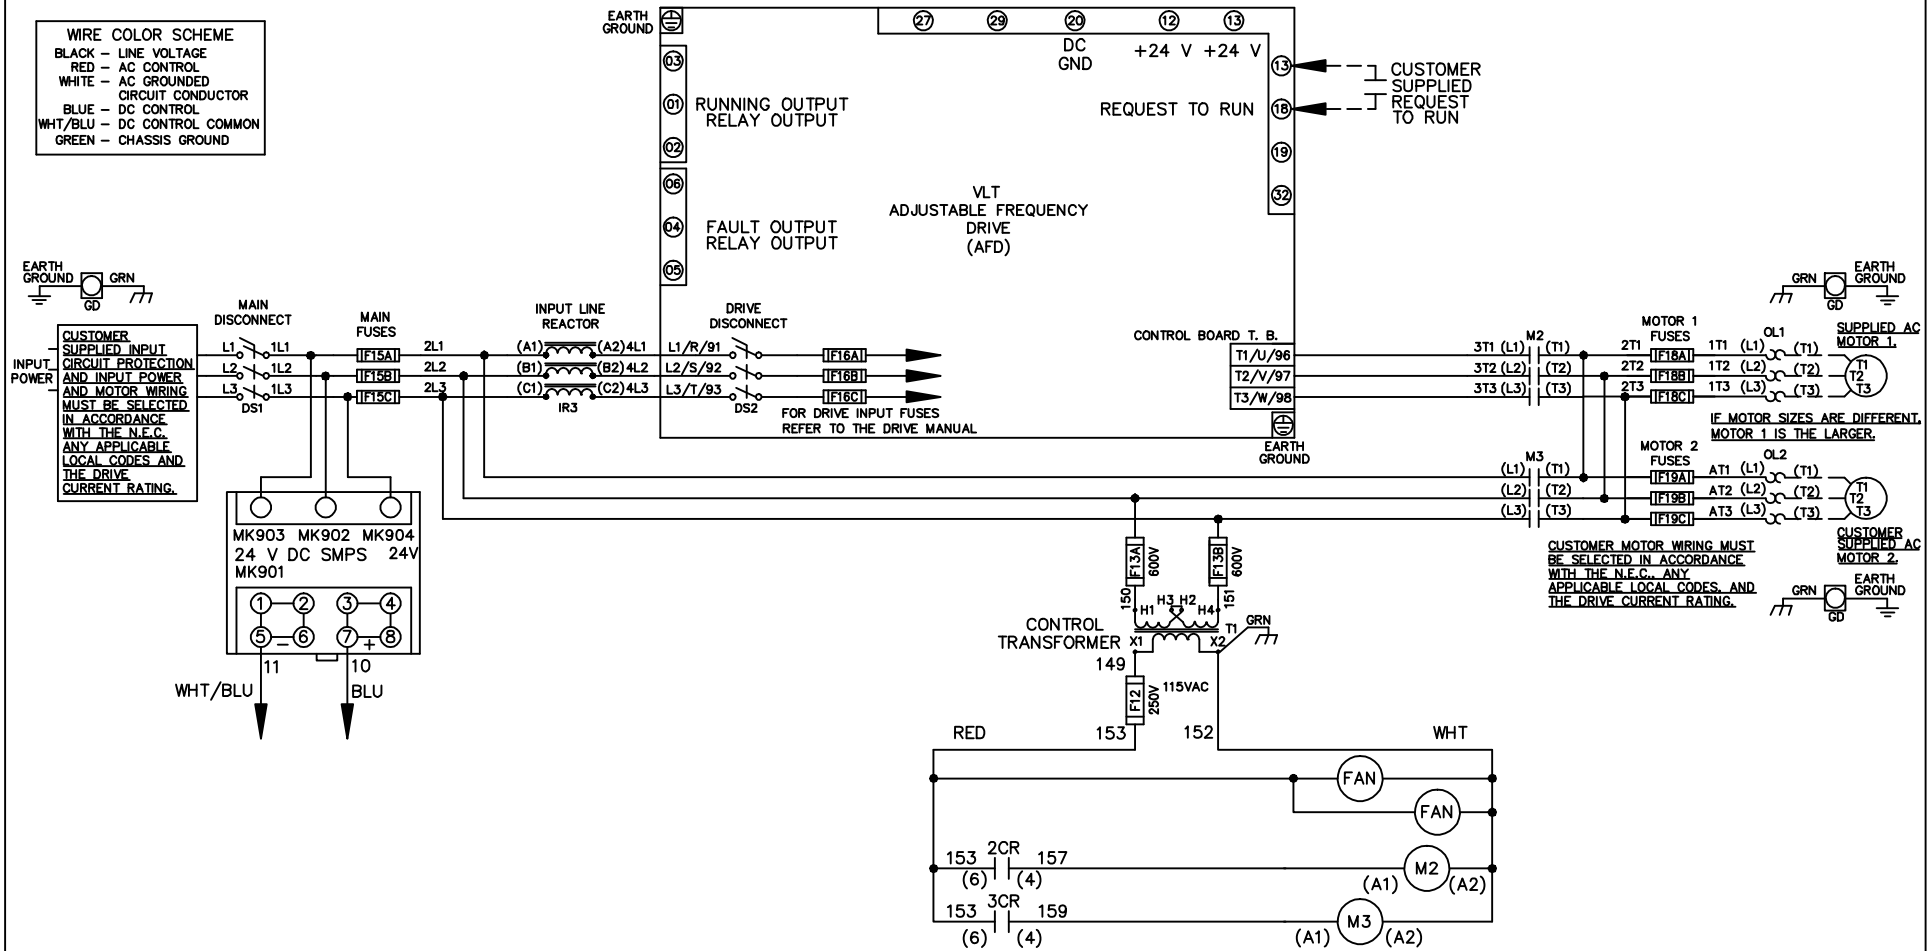 WIRE COLOR SCHEME
BLACK – LINE VOLTAGE
RED – AC CONTROL
WHITE – AC GROUNDED
CIRCUIT CONDUCTOR
BLUE – DC CONTROL
WHT/BLU – DC CONTROL COMMON
GREEN – CHASSIS GROUND
EARTH
GROUND
27 29 20 12 13
DC
GND
+24 V +24 V
03
01
02
RUNNING OUTPUT
RELAY OUTPUT
06
04
05
FAULT OUTPUT
RELAY OUTPUT
VLT
ADJUSTABLE FREQUENCY
DRIVE
(AFD)
REQUEST TO RUN
13
18
19
32
CUSTOMER
SUPPLIED
REQUEST
TO RUN
EARTH
GROUND
GRN
GD
INPUT
POWER
CUSTOMER
SUPPLIED INPUT
CIRCUIT PROTECTION
AND INPUT POWER
AND MOTOR WIRING
MUST BE SELECTED
IN ACCORDANCE
WITH THE N.E.C.
ANY APPLICABLE
LOCAL CODES AND
THE DRIVE
CURRENT RATING.
MAIN
DISCONNECT
L1 1L1
L2 1L2
L3 1L3
DS1
MAIN
FUSES
F15A
F15B
F15C
2L1
2L2
2L3
INPUT LINE
REACTOR
(A1) (A2) 4L1
(B1) (B2) 4L2
(C1) (C2) 4L3
IR3
L1/R/91
L2/S/92
L3/T/93
DRIVE
DISCONNECT
DS2
F16A
F16B
F16C
FOR DRIVE INPUT FUSES
REFER TO THE DRIVE MANUAL
CONTROL BOARD T. B.
T1/U/96
T2/V/97
T3/W/98
EARTH
GROUND
M2
3T1 (L1) (T1)
3T2 (L2) (T2)
3T3 (L3) (T3)
MOTOR 1
FUSES
2T1 F18A 1T1 (L1)
2T2 F18B 1T2 (L2)
2T3 F18C 1T3 (L3)
OL1
(T1)
(T2)
(T3)
T1
T2
T3
GRN
GD
EARTH
GROUND
SUPPLIED AC
MOTOR 1.
IF MOTOR SIZES ARE DIFFERENT,
MOTOR 1 IS THE LARGER.
M3
(L1) (T1)
(L2) (T2)
(L3) (T3)
MOTOR 2
FUSES
F19A AT1 (L1)
F19B AT2 (L2)
F19C AT3 (L3)
OL2
(T1)
(T2)
(T3)
T1
T2
T3
CUSTOMER
SUPPLIED AC
MOTOR 2.
CUSTOMER MOTOR WIRING MUST
BE SELECTED IN ACCORDANCE
WITH THE N.E.C., ANY
APPLICABLE LOCAL CODES, AND
THE DRIVE CURRENT RATING.
GRN
GD
EARTH
GROUND
MK903 MK902 MK904
24 V DC SMPS 24V
MK901
1 2 3 4
5 – 6 7 + 8
11 10
WHT/BLU BLU
F13A
600V
F13B
600V
150
151
H1 H3 H2 H4
CONTROL
TRANSFORMER
X1 X2 T1
GRN
149
F12
250V
115VAC
153 152
RED WHT
FAN
FAN
153 2CR 157
(6) (4)
M2
(A1) (A2)
153 3CR 159
(6) (4)
M3
(A1) (A2)